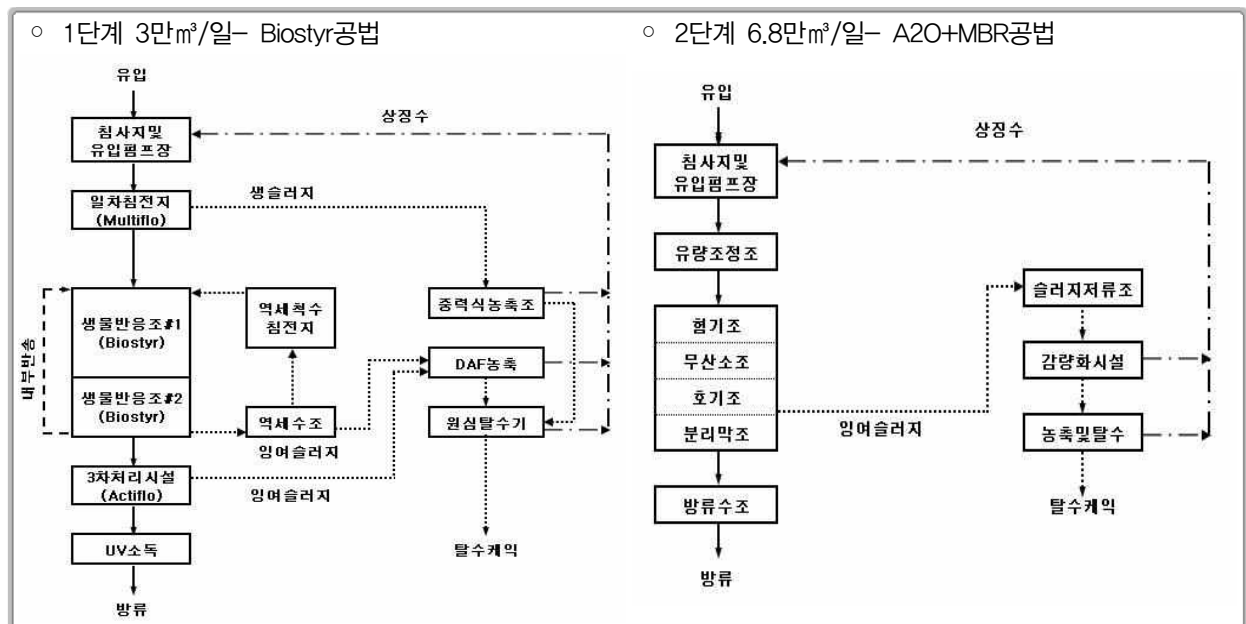 ○ 1단계 3만㎥/일– Biostyr공법
유입
상징수
침사지및
유입펌프장
생슬러지
일차침전지
(Multiflo)
중력식농축조
역세척수
침전지
생물반응조#1
(Biostyr)
내부반송
DAF농축
생물반응조#2
(Biostyr)
역세수조
원심탈수기
잉여슬러지
3차처리시설
(Actiflo)
잉여슬러지
UV소독
탈수케익
방류
○ 2단계 6.8만㎥/일– A2O+MBR공법
유입
상징수
침사지및
유입펌프장
유량조정조
슬러지저류조
혐기조
무산소조
감량화시설
호기조
분리막조
잉여슬러지
농축및탈수
방류수조
탈수케익
방류